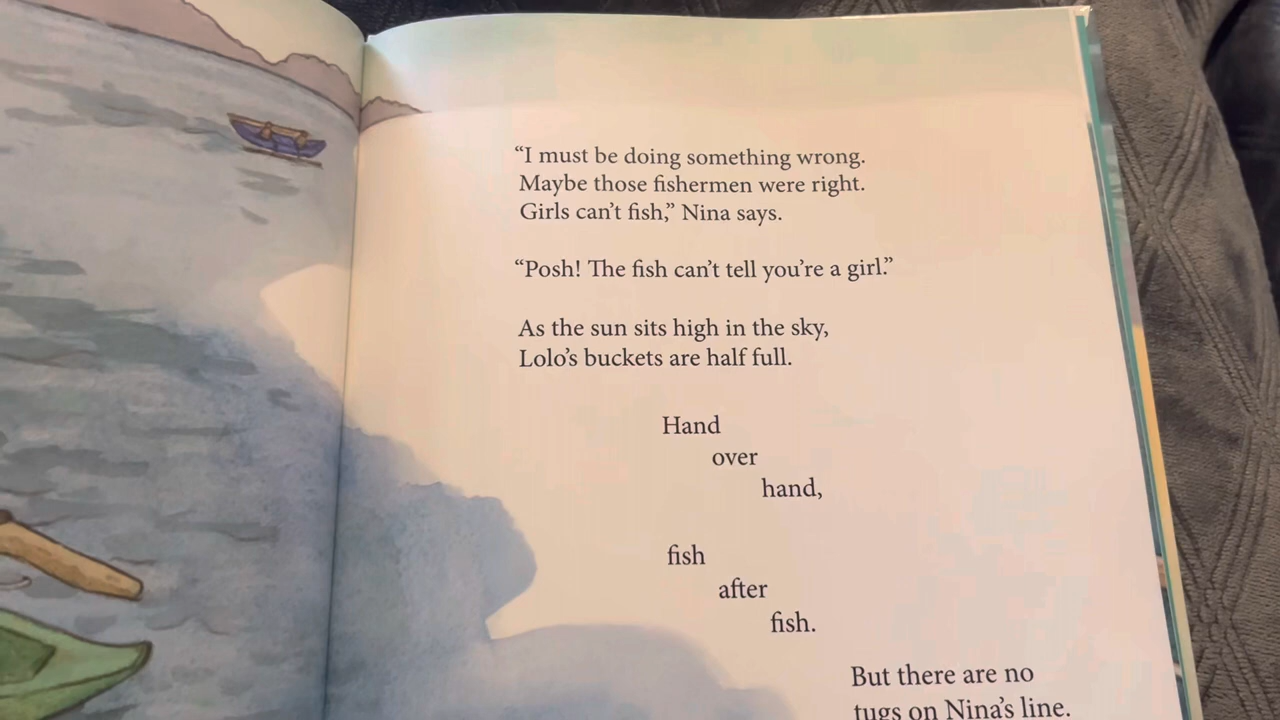 “I must be doing something wrong.
Maybe those fishermen were right.
Girls can’t fish,” Nina says.
“Posh! The fish can’t tell you’re a girl.”
As the sun sits high in the sky,
Lolo’s buckets are half full.
Hand
over
hand,
fish
after
fish.
But there are no
tugs on Nina’s line.